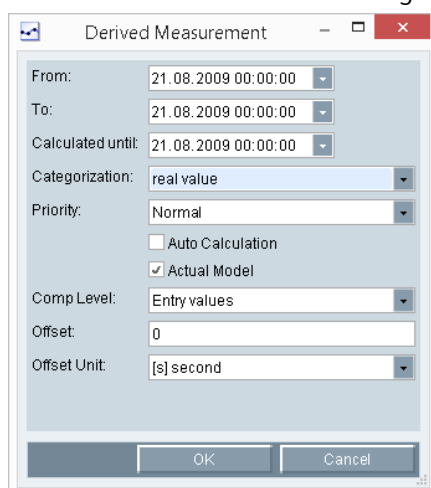 Derived Measurement
From: 21.08.2009 00:00:00
To: 21.08.2009 00:00:00
Calculated until: 21.08.2009 00:00:00
Categorization: real value
Priority: Normal
Auto Calculation
Actual Model
Comp Level: Entry values
Offset: 0
Offset Unit: [s] second
OK Cancel